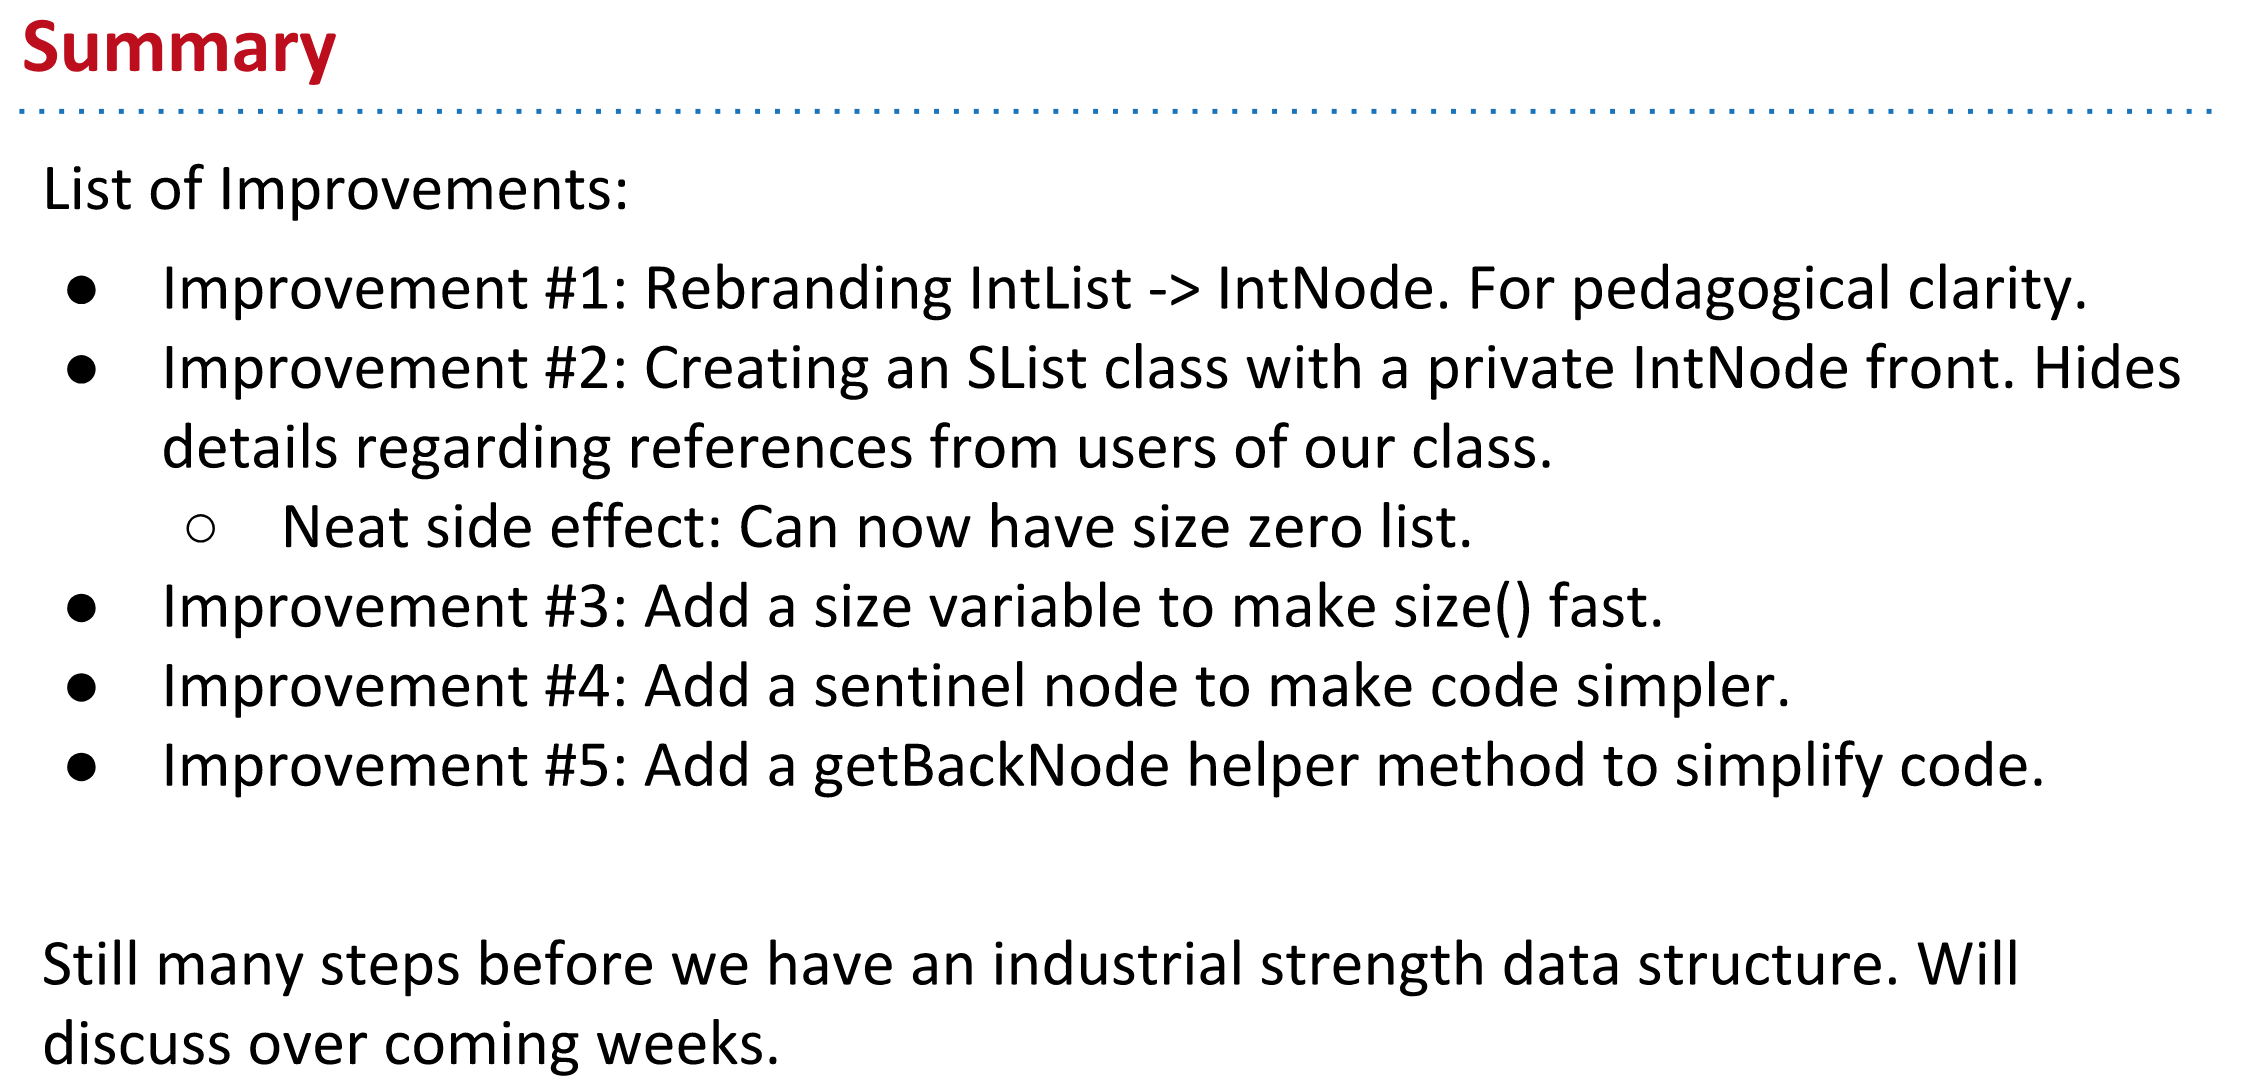 Summary
List of Improvements:
● Improvement #1: Rebranding IntList -> IntNode. For pedagogical clarity.
● Improvement #2: Creating an SList class with a private IntNode front. Hides
details regarding references from users of our class.
○ Neat side effect: Can now have size zero list.
● Improvement #3: Add a size variable to make size() fast.
● Improvement #4: Add a sentinel node to make code simpler.
● Improvement #5: Add a getBackNode helper method to simplify code.
Still many steps before we have an industrial strength data structure. Will
discuss over coming weeks.